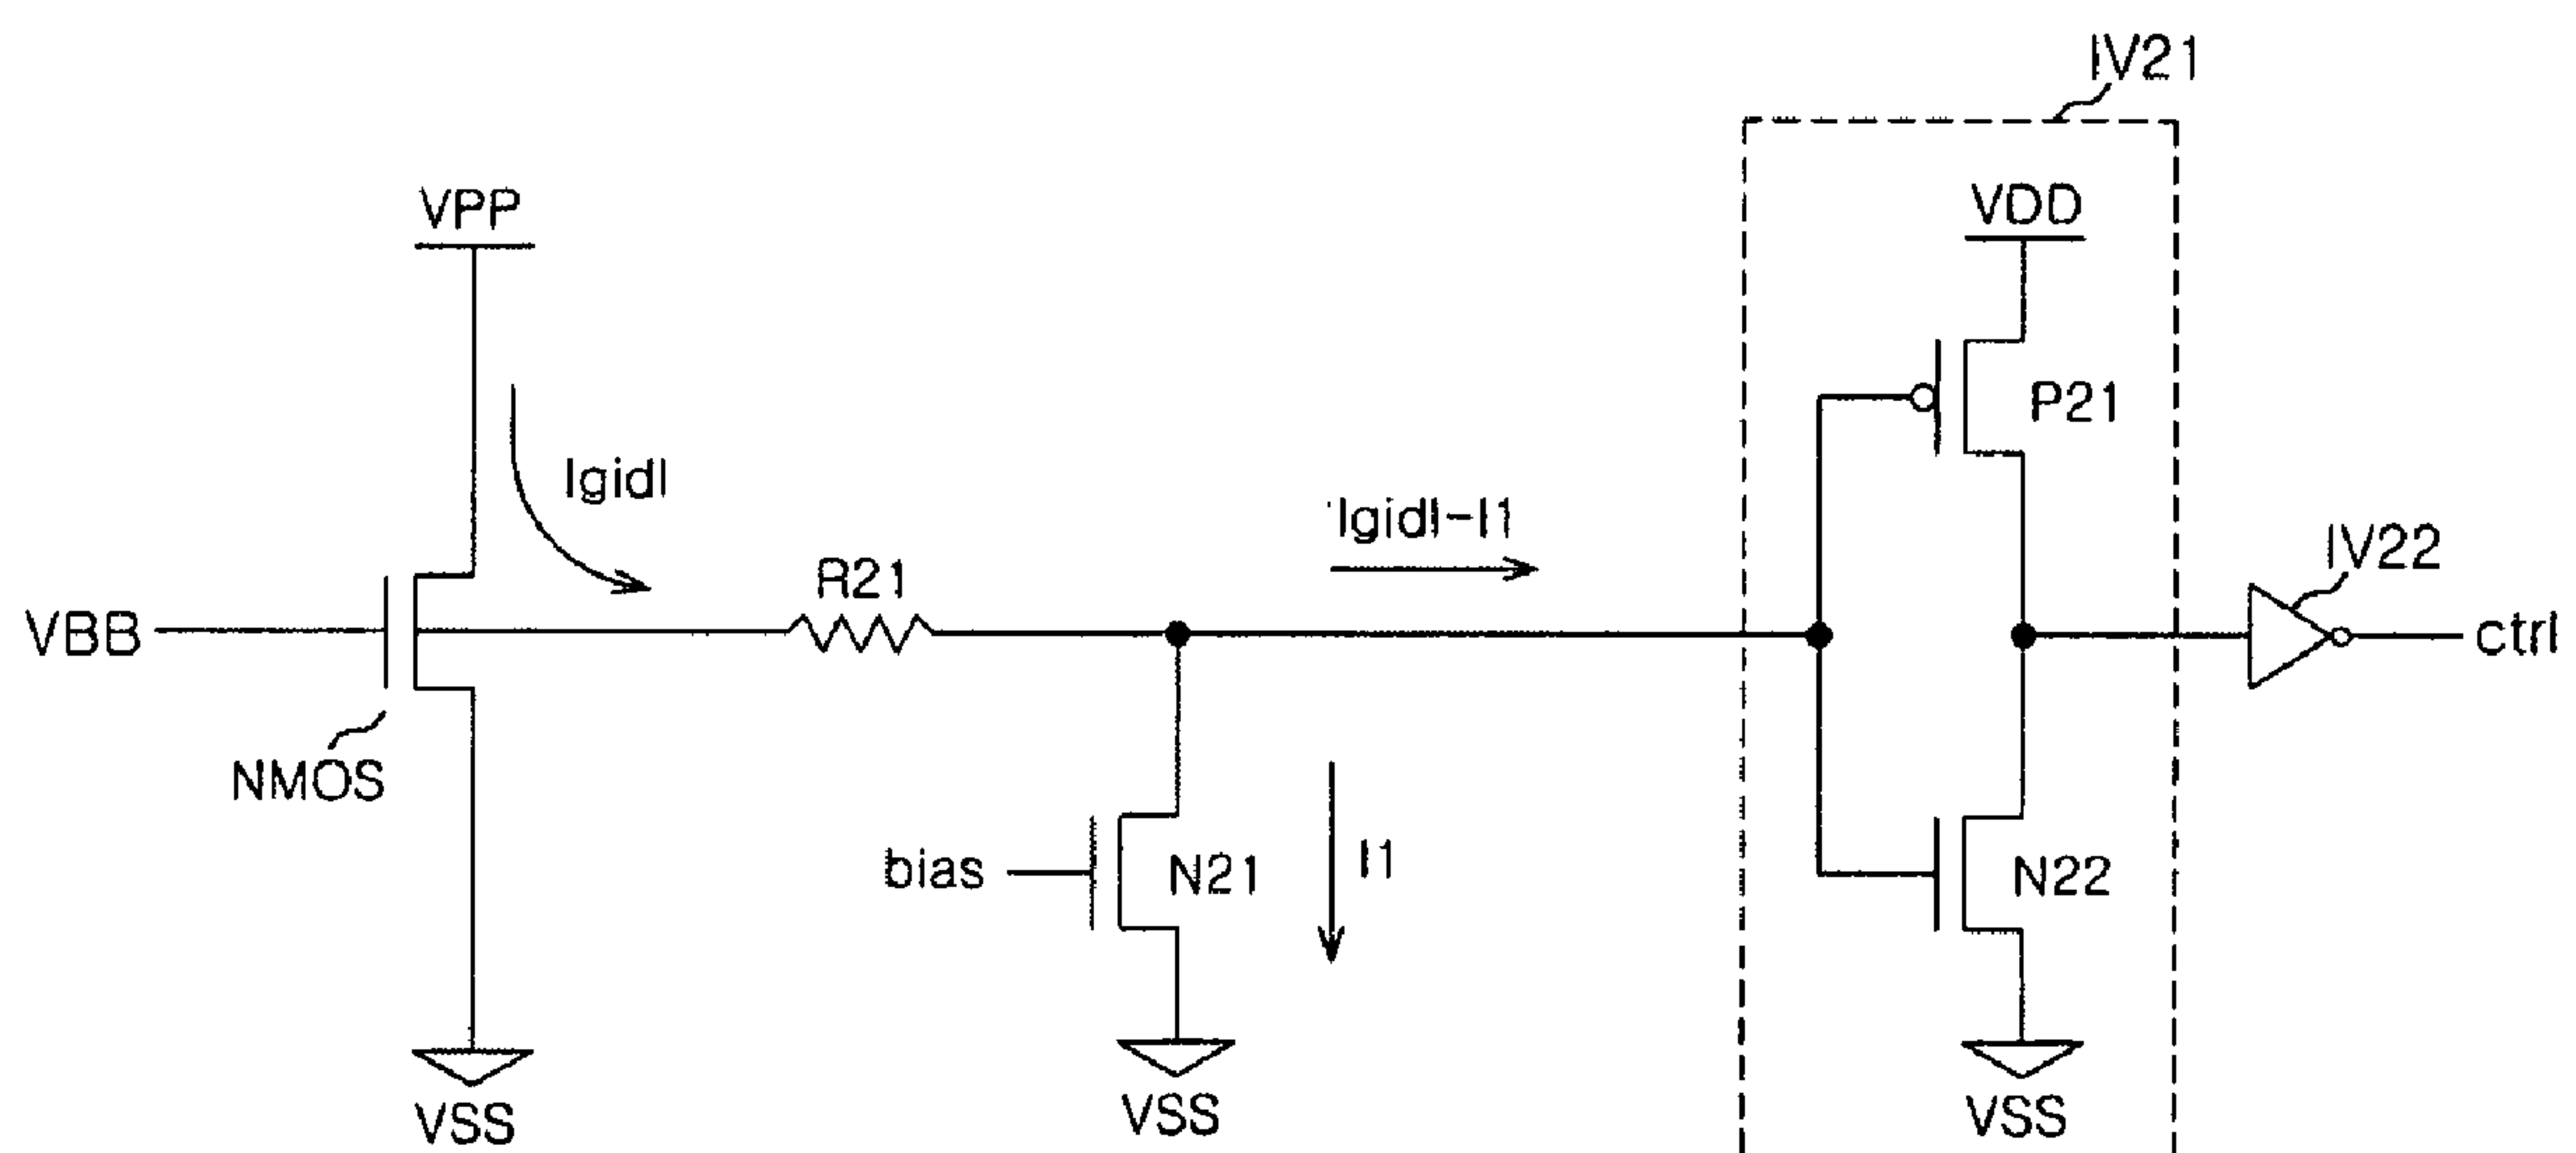 IV21
VPP
VDD
Igidl
P21
Igidl-I1
IV22
R21
VBB
ctrl
NMOS
bias
N21
I1
N22
VSS
VSS
VSS